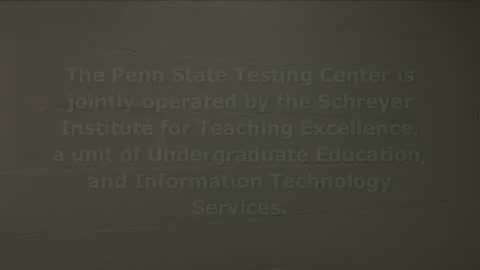 The Penn State Testing Center is
jointly operated by the Schreyer
Institute for Teaching Excellence,
a unit of Undergraduate Education,
and Information Technology
Services.